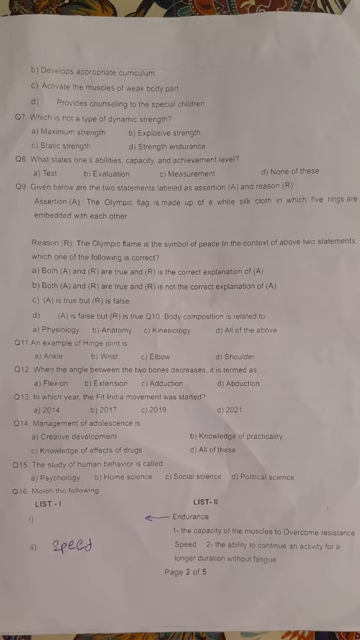 b) Develops appropriate curriculum
c) Activate the muscles of weak body part
d) Provides counseling to the special children
Q7. Which is not a type of dynamic strength?
a) Maximum strength b) Explosive strength
c) Static strength d) Strength endurance
Q8. What states one's abilities, capacity, and achievement level?
a) Test b) Evaluation c) Measurement d) None of these
Q9. Given below are the two statements labeled as assertion (A) and reason (R)
Assertion (A): The Olympic flag is made up of a white silk cloth in which five rings are
embedded with each other
Reason (R): The Olympic flame is the symbol of peace In the context of above two statements,
which one of the following is correct?
a) Both (A) and (R) are true and (R) is the correct explanation of (A)
b) Both (A) and (R) are true and (R) is not the correct explanation of (A)
c) (A) is true but (R) is false
d) (A) is false but (R) is true Q10. Body composition is related to
a) Physiology b) Anatomy c) Kinesiology d) All of the above
Q11.An example of Hinge joint is
a) Ankle b) Wrist c) Elbow d) Shoulder
Q12. When the angle between the two bones decreases, it is termed as
a) Flexion b) Extension c) Adduction d) Abduction
Q13. In which year, the Fit India movement was started?
a) 2014 b) 2017 c) 2019 d) 2021
Q14. Management of adolescence is
a) Creative development b) Knowledge of practicality
c) Knowledge of effects of drugs d) All of these
Q15. The study of human behavior is called
a) Psychology b) Home science c) Social science d) Political science
Q16. Match the following
LIST - I LIST- II
i) Endurance
1- the capacity of the muscles to Overcome resistance
ii) speed Speed 2- the ability to continue an activity for a
longer duration without fatigue
Page 2 of 5